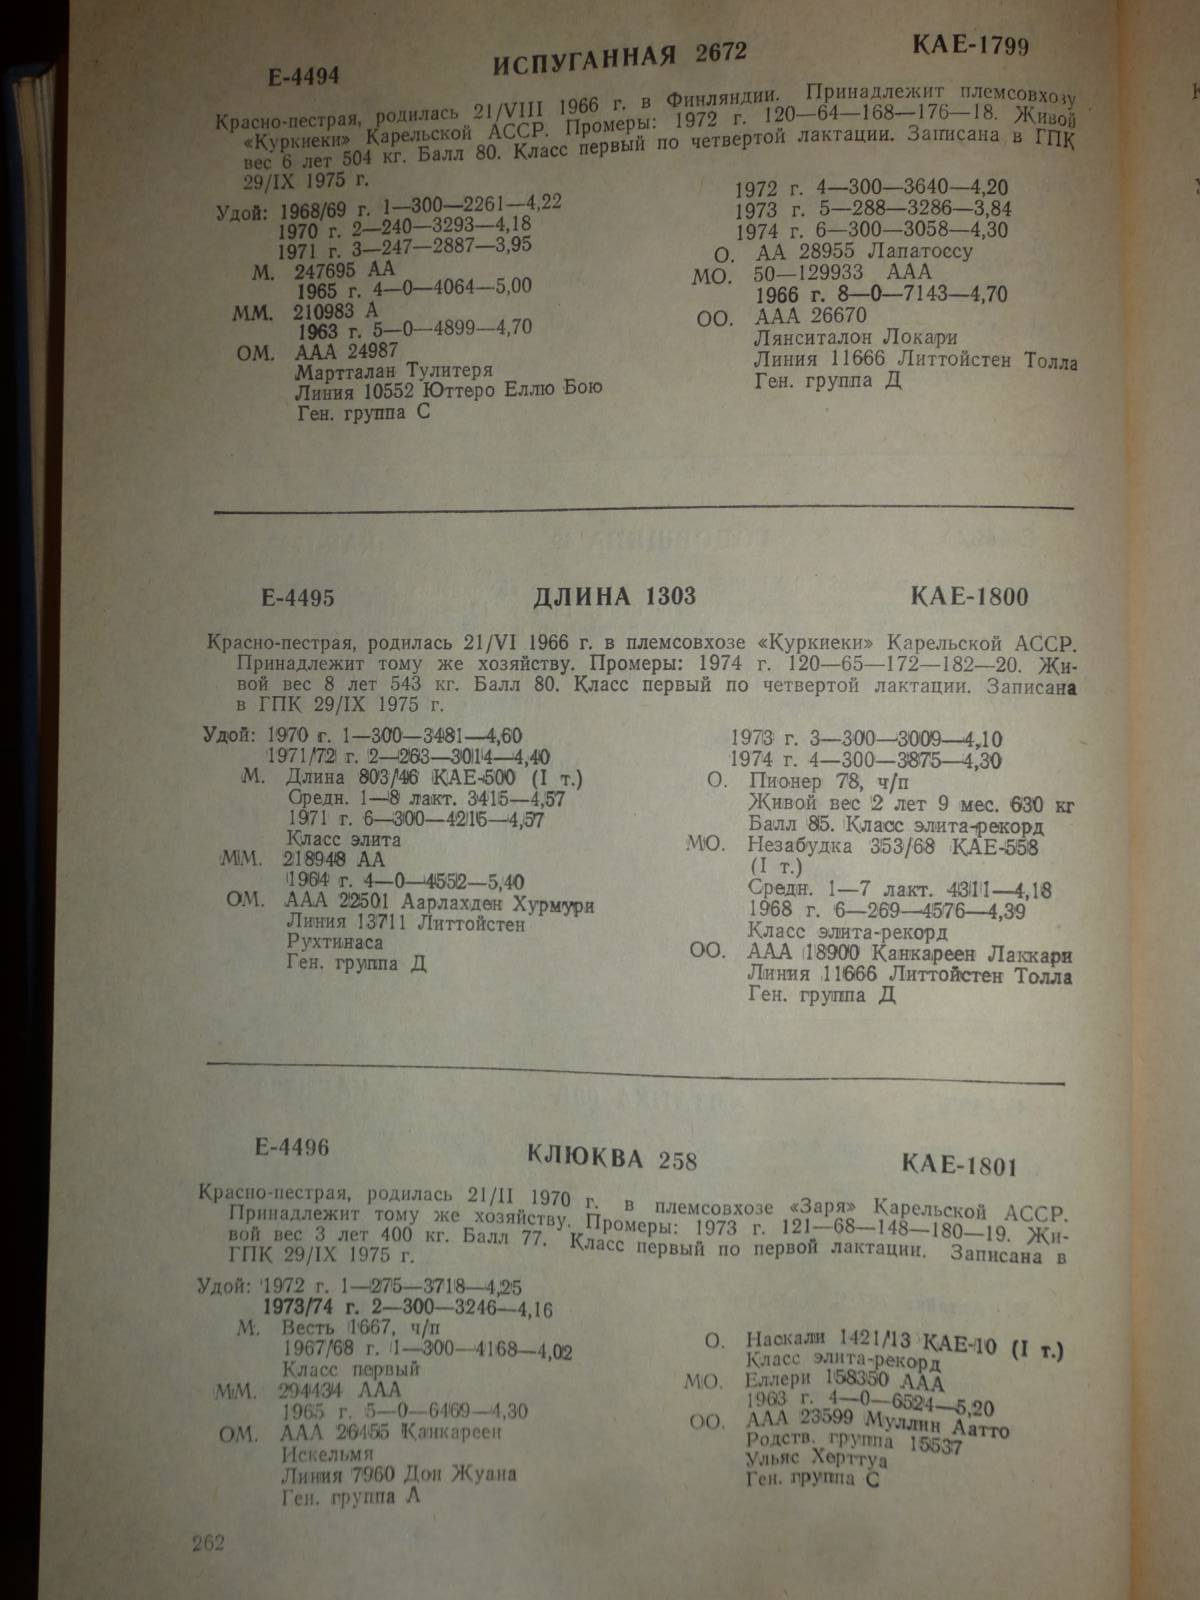 Е-4494 ИСПУГАННАЯ 2672 КАЕ-1799
Красно-пестрая, родилась 21/VIII 1966 г. в Финляндии. Принадлежит племсовхозу
«Куркиеки» Карельской АССР. Промеры: 1972 г. 120—64—168—176—18. Живой
вес 6 лет 504 кг. Балл 80. Класс первый по четвертой лактации. Записана в ГПК
29/IX 1975 г.
Удой: 1968/69 г. 1—300—2261—4,22
1970 г. 2—240—3293—4,18
1971 г. 3—247—2887—3,95
М. 247695 АА
1965 г. 4—0—4064—5,00
ММ. 210983 А
1963 г. 5—0—4899—4,70
ОМ. ААА 24987
Мартталан Тулитеря
Линия 10552 Юттеро Еллю Бою
Ген. группа С
1972 г. 4—300—3640—4,20
1973 г. 5—288—3286—3,84
1974 г. 6—300—3058—4,30
О. АА 28955 Лапатоссу
МО. 50—129933 ААА
1966 г. 8—0—7143—4,70
ОО. ААА 26670
Лянситалон Локари
Линия 11666 Литтойстен Толла
Ген. группа Д
Е-4495 ДЛИНА 1303 КАЕ-1800
Красно-пестрая, родилась 21/VI 1966 г. в племсовхозе «Куркиеки» Карельской АССР.
Принадлежит тому же хозяйству. Промеры: 1974 г. 120—65—172—182—20. Жи-
вой вес 8 лет 543 кг. Балл 80. Класс первый по четвертой лактации. Записана
в ГПК 29/IX 1975 г.
Удой: 1970 г. 1—300—3481—4,60
1971/72 г. 2—263—3014—4,40
М. Длина 803/46 КАЕ-500 (I т.)
Средн. 1—8 лакт. 3415—4,57
1971 г. 6—300—4216—4,57
Класс элита
ММ. 218948 АА
1964 г. 4—0—4552—5,40
ОМ. ААА 22501 Аарлахден Хурмури
Линия 13711 Литтойстен
Рухтинаса
Ген. группа Д
1973 г. 3—300—3009—4,10
1974 г. 4—300—3875—4,30
О. Пионер 78, ч/п
Живой вес 2 лет 9 мес. 630 кг
Балл 85. Класс элита-рекорд
МО. Незабудка 353/68 КАЕ-558
(I т.)
Средн. 1—7 лакт. 4311—4,18
1968 г. 6—269—4576—4,39
Класс элита-рекорд
ОО. ААА 18900 Канкареен Лаккари
Линия 11666 Литтойстен Толла
Ген. группа Д
Е-4496 КЛЮКВА 258 КАЕ-1801
Красно-пестрая, родилась 21/II 1970 г. в племсовхозе «Заря» Карельской АССР.
Принадлежит тому же хозяйству. Промеры: 1973 г. 121—68—148—180—19. Жи-
вой вес 3 лет 400 кг. Балл 77. Класс первый по первой лактации. Записана в
ГПК 29/IX 1975 г.
Удой: 1972 г. 1—275—3718—4,25
1973/74 г. 2—300—3246—4,16
М. Весть 1667, ч/п
1967/68 г. 1—300—4168—4,02
Класс первый
ММ. 294434 ААА
1965 г. 5—0—6469—4,30
ОМ. ААА 26455 Канкареен
Искельмя
Линия 7960 Дон Жуана
Ген. группа А
О. Наскали 1421/13 КАЕ-10 (I т.)
Класс элита-рекорд
МО. Еллери 158350 ААА
1963 г. 4—0—6524—5,20
ОО. ААА 23599 Муллин Аатто
Родств. группа 15537
Ульяс Херттуа
Ген. группа С
262